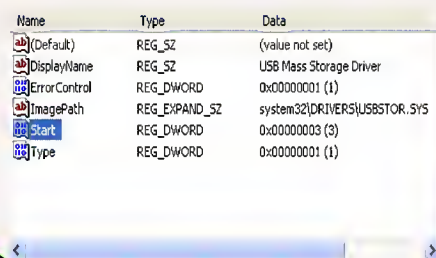 Name Type Data
(Default) REG_SZ (value not set)
DisplayName REG_SZ USB Mass Storage Driver
ErrorControl REG_DWORD 0x00000001 (1)
ImagePath REG_EXPAND_SZ system32\DRIVERS\USBSTOR.SYS
Start REG_DWORD 0x00000003 (3)
Type REG_DWORD 0x00000001 (1)